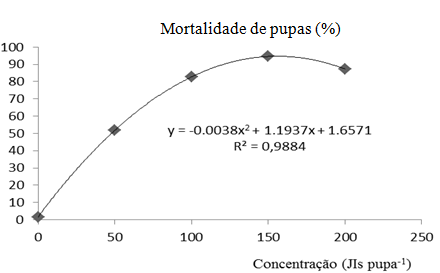 Mortalidade de pupas (%)
100
90
80
70
60
50
40
30
20
10
0
y = -0.0038x² + 1.1937x + 1.6571
R² = 0,9884
0 50 100 150 200 250
Concentração (JIs pupa⁻¹)